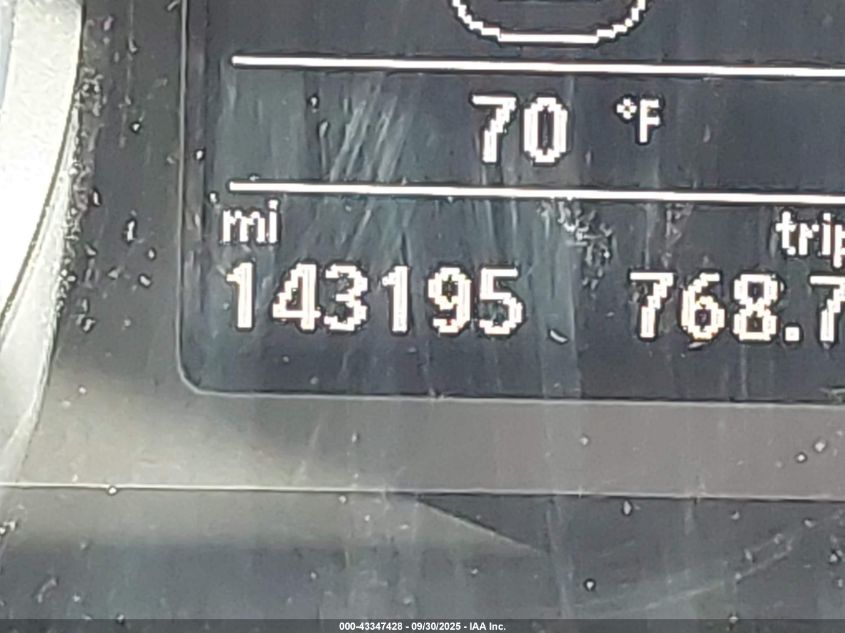 70 °F
mi trip
143195 768.7
000-43347428 - 09/30/2025 - IAA Inc.